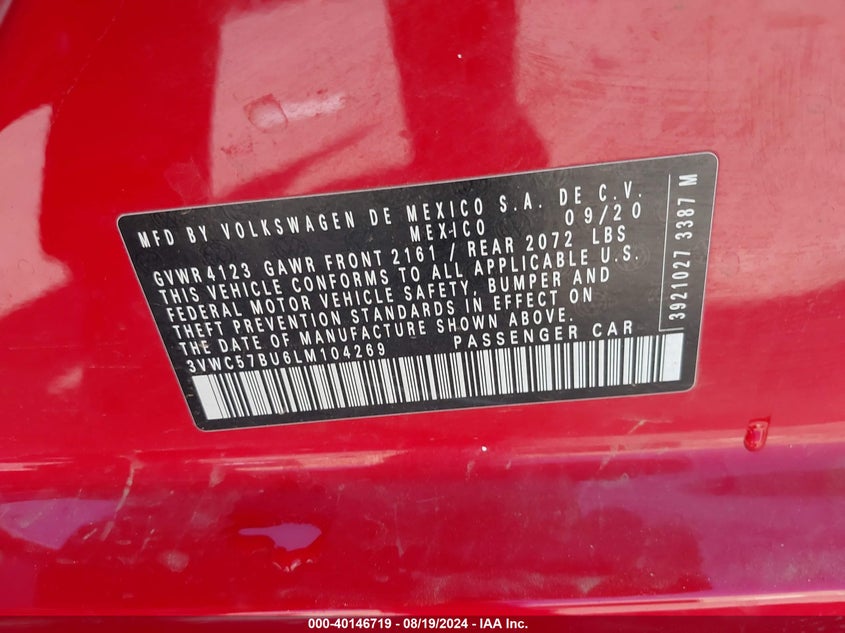 MFD BY VOLKSWAGEN DE MEXICO S.A. DE C.V.
MEXICO 09/20
GVWR 4123 GAWR FRONT 2161 / REAR 2072 LBS
THIS VEHICLE CONFORMS TO ALL APPLICABLE U.S.
FEDERAL MOTOR VEHICLE SAFETY, BUMPER AND
THEFT PREVENTION STANDARDS IN EFFECT ON
THE DATE OF MANUFACTURE SHOWN ABOVE.
3VWC57BU6LM104269 PASSENGER CAR
3921027 3387 M
000-40146719 - 08/19/2024 - IAA Inc.